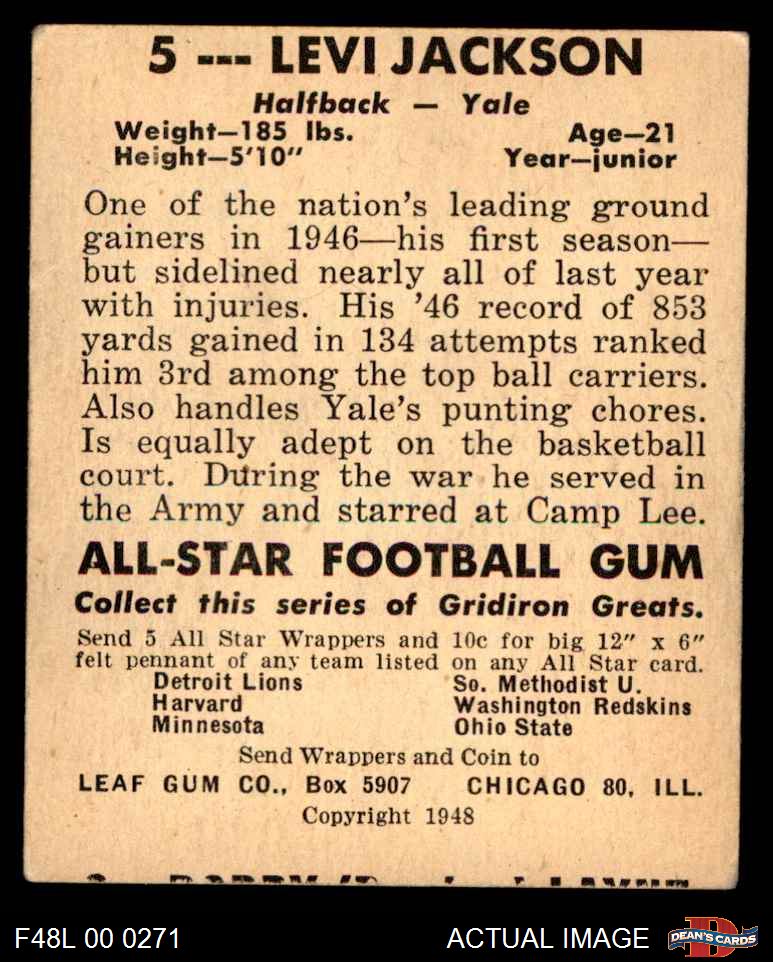 5 --- LEVI JACKSON
Halfback — Yale
Weight—185 lbs. Age—21
Height—5'10" Year—junior
One of the nation's leading ground
gainers in 1946—his first season—
but sidelined nearly all of last year
with injuries. His '46 record of 853
yards gained in 134 attempts ranked
him 3rd among the top ball carriers.
Also handles Yale's punting chores.
Is equally adept on the basketball
court. During the war he served in
the Army and starred at Camp Lee.
ALL-STAR FOOTBALL GUM
Collect this series of Gridiron Greats.
Send 5 All Star Wrappers and 10c for big 12" x 6"
felt pennant of any team listed on any All Star card.
Detroit Lions So. Methodist U.
Harvard Washington Redskins
Minnesota Ohio State
Send Wrappers and Coin to
LEAF GUM CO., Box 5907 CHICAGO 80, ILL.
Copyright 1948
F48L 00 0271 ACTUAL IMAGE DEAN'S CARDS